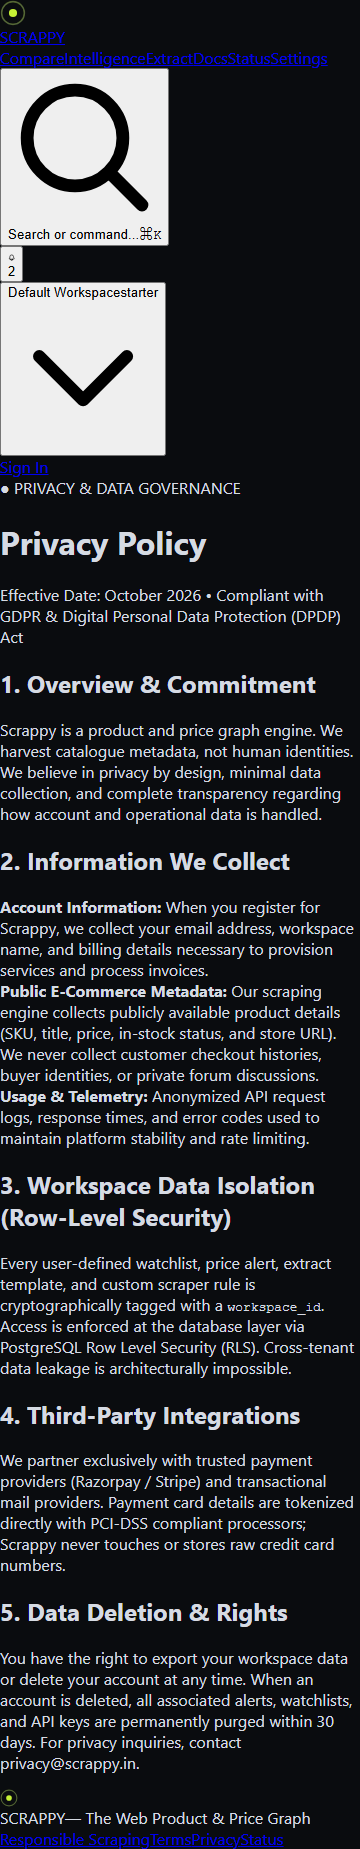 SCRAPPY
CompareIntelligenceExtractDocsStatusSettings
Search or command...⌘K
2
Default Workspacestarter
Sign In
● PRIVACY & DATA GOVERNANCE
Privacy Policy
Effective Date: October 2026 • Compliant with
GDPR & Digital Personal Data Protection (DPDP)
Act
1. Overview & Commitment
Scrappy is a product and price graph engine. We
harvest catalogue metadata, not human identities.
We believe in privacy by design, minimal data
collection, and complete transparency regarding
how account and operational data is handled.
2. Information We Collect
Account Information: When you register for
Scrappy, we collect your email address, workspace
name, and billing details necessary to provision
services and process invoices.
Public E-Commerce Metadata: Our scraping
engine collects publicly available product details
(SKU, title, price, in-stock status, and store URL).
We never collect customer checkout histories,
buyer identities, or private forum discussions.
Usage & Telemetry: Anonymized API request
logs, response times, and error codes used to
maintain platform stability and rate limiting.
3. Workspace Data Isolation
(Row-Level Security)
Every user-defined watchlist, price alert, extract
template, and custom scraper rule is
cryptographically tagged with a workspace_id.
Access is enforced at the database layer via
PostgreSQL Row Level Security (RLS). Cross-tenant
data leakage is architecturally impossible.
4. Third-Party Integrations
We partner exclusively with trusted payment
providers (Razorpay / Stripe) and transactional
mail providers. Payment card details are tokenized
directly with PCI-DSS compliant processors;
Scrappy never touches or stores raw credit card
numbers.
5. Data Deletion & Rights
You have the right to export your workspace data
or delete your account at any time. When an
account is deleted, all associated alerts, watchlists,
and API keys are permanently purged within 30
days. For privacy inquiries, contact
privacy@scrappy.in.
SCRAPPY— The Web Product & Price Graph
Responsible ScrapingTermsPrivacyStatus